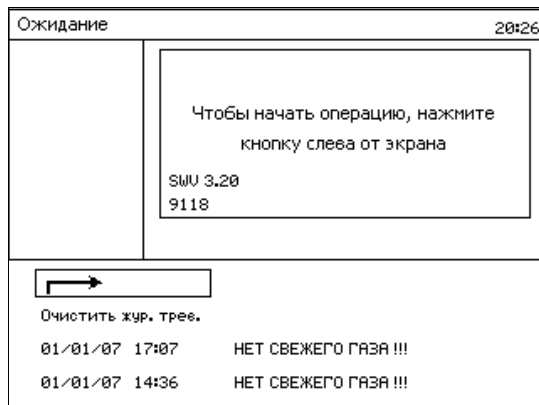 Ожидание
20:26
Чтобы начать операцию, нажмите
кнопку слева от экрана
SWV 3.20
9118
Очистить жур. трев.
01/01/07 17:07 НЕТ СВЕЖЕГО ГАЗА !!!
01/01/07 14:36 НЕТ СВЕЖЕГО ГАЗА !!!